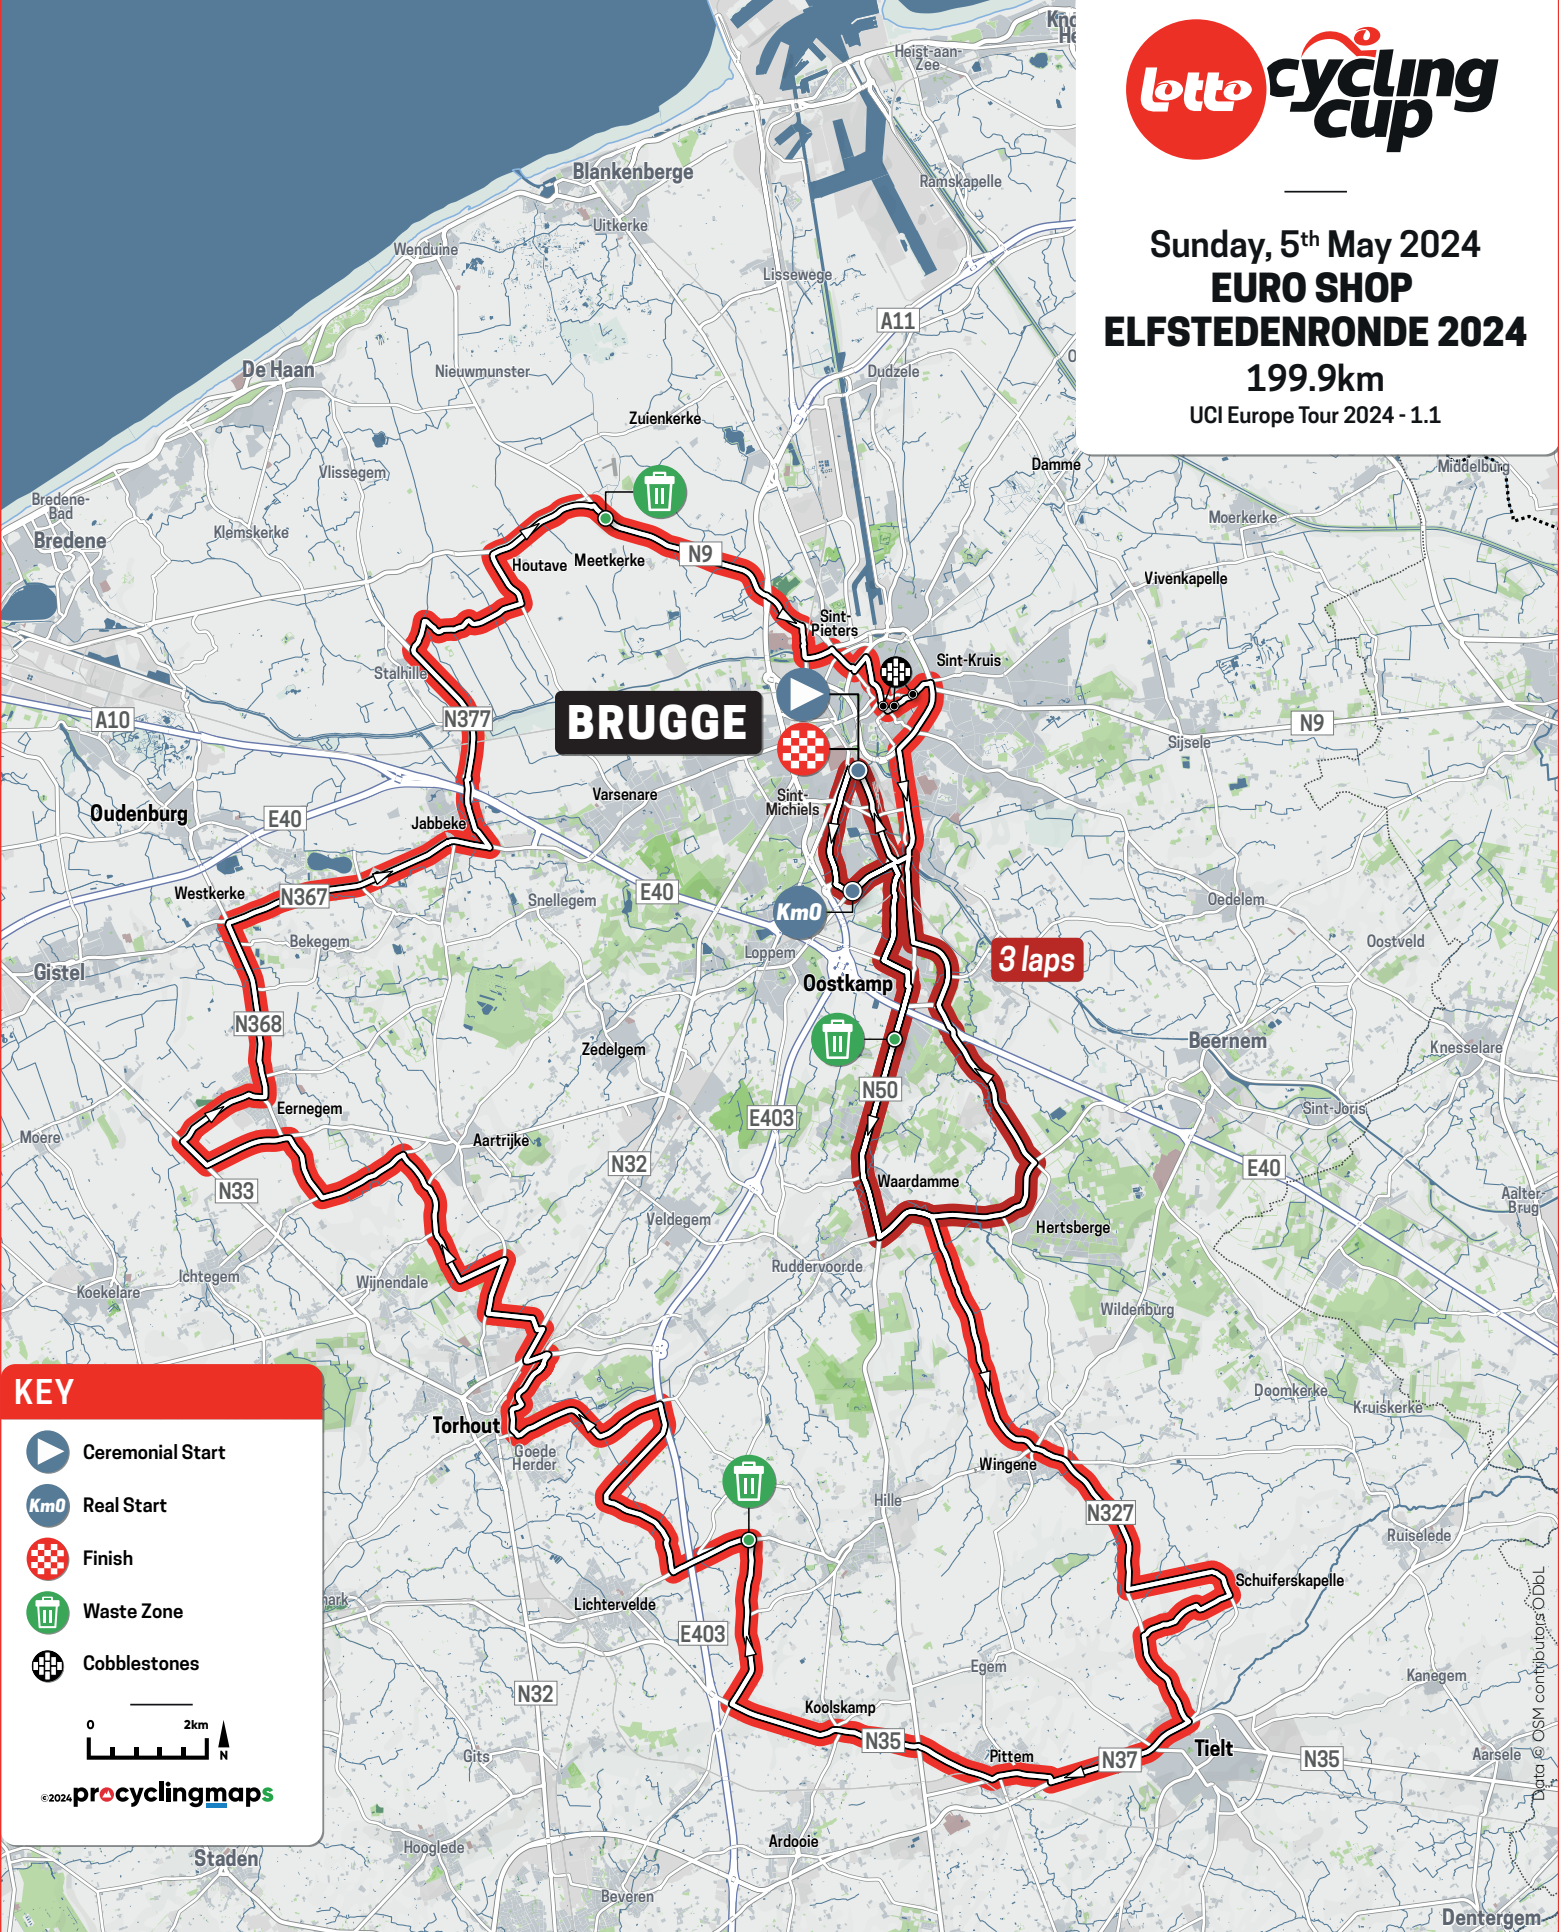 lotto cycling
cup
Sunday, 5th May 2024
EURO SHOP
ELFSTEDENRONDE 2024
199.9km
UCI Europe Tour 2024 - 1.1
Heist-aan-
Zee
Ramskapelle
Blankenberge
Uitkerke
Wenduine
Lissewege
A11
De Haan
Nieuwmunster
Dudzele
Zuienkerke
Vlissegem
Damme
Middelburg
Bredene-
Bad
Bredene
Klemskerke
Moerkerke
Houtave
Meetkerke
N9
Vivenkapelle
Sint-
Pieters
Sint-Kruis
Stalhille
A10
N377
BRUGGE
N9
Sijsele
Varsenare
Sint-
Michiels
Oudenburg
E40
Jabbeke
Westkerke
N367
Snellegem
E40
Km0
Oedelem
Bekegem
Loppem
Oostveld
3 laps
Gistel
Oostkamp
N368
Zedelgem
Beernem
Knesselare
N50
Eernegem
E403
Sint-Joris
Moere
Aartrijke
N32
E40
N33
Waardamme
Aalter-
Brug
Veldegem
Hertsberge
Ruddervoorde
Ichtegem
Wijnendale
Koekelare
Wildenburg
Doomkerke
Kruiskerke
Torhout
Goede
Herder
Wingene
Hille
N327
Ruiselede
Schuiferskapelle
Lichtervelde
E403
Egem
Kanegem
N32
Koolskamp
N35
Pittem
N37
Tielt
N35
Aarsele
Gits
Ardooie
Hooglede
Staden
Beveren
Dentergem
KEY
Ceremonial Start
Km0 Real Start
Finish
Waste Zone
Cobblestones
0 2km
N
©2024 procyclingmaps
Data © OSM contributors ODbL